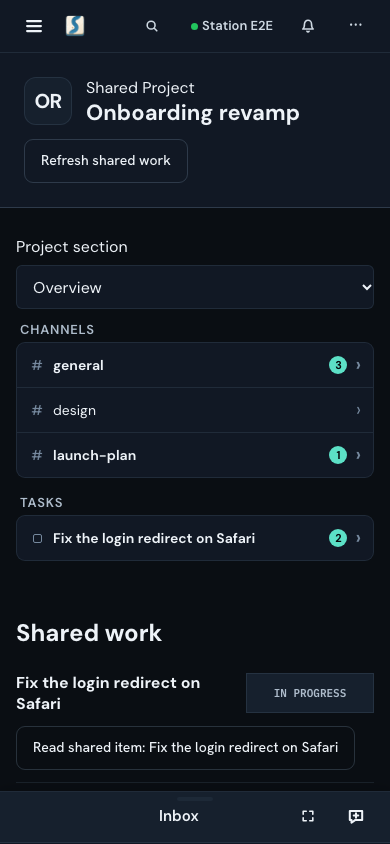 Station E2E
OR
Shared Project
Onboarding revamp
Refresh shared work
Project section
Overview
CHANNELS
# general 3 ›
# design ›
# launch-plan 1 ›
TASKS
Fix the login redirect on Safari 2 ›
Shared work
Fix the login redirect on
Safari
IN PROGRESS
Read shared item: Fix the login redirect on Safari
Inbox